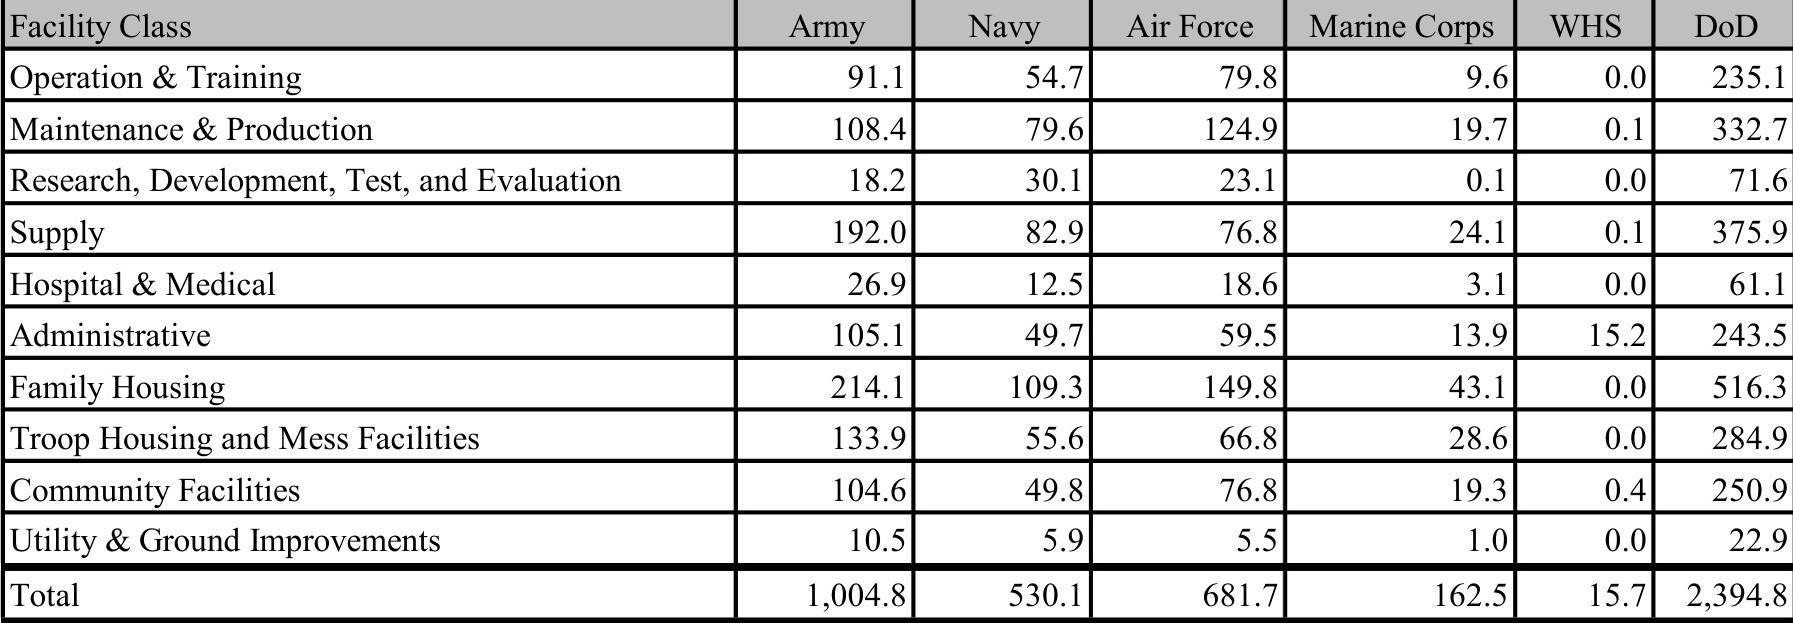 Facility Class Army Navy Air Force Marine Corps WHS DoD
Operation & Training 91.1 54.7 79.8 9.6 0.0 235.1
Maintenance & Production 108.4 79.6 124.9 19.7 0.1 332.7
Research, Development, Test, and Evaluation 18.2 30.1 23.1 0.1 0.0 71.6
Supply 192.0 82.9 76.8 24.1 0.1 375.9
Hospital & Medical 26.9 12.5 18.6 3.1 0.0 61.1
Administrative 105.1 49.7 59.5 13.9 15.2 243.5
Family Housing 214.1 109.3 149.8 43.1 0.0 516.3
Troop Housing and Mess Facilities 133.9 55.6 66.8 28.6 0.0 284.9
Community Facilities 104.6 49.8 76.8 19.3 0.4 250.9
Utility & Ground Improvements 10.5 5.9 5.5 1.0 0.0 22.9
Total 1,004.8 530.1 681.7 162.5 15.7 2,394.8